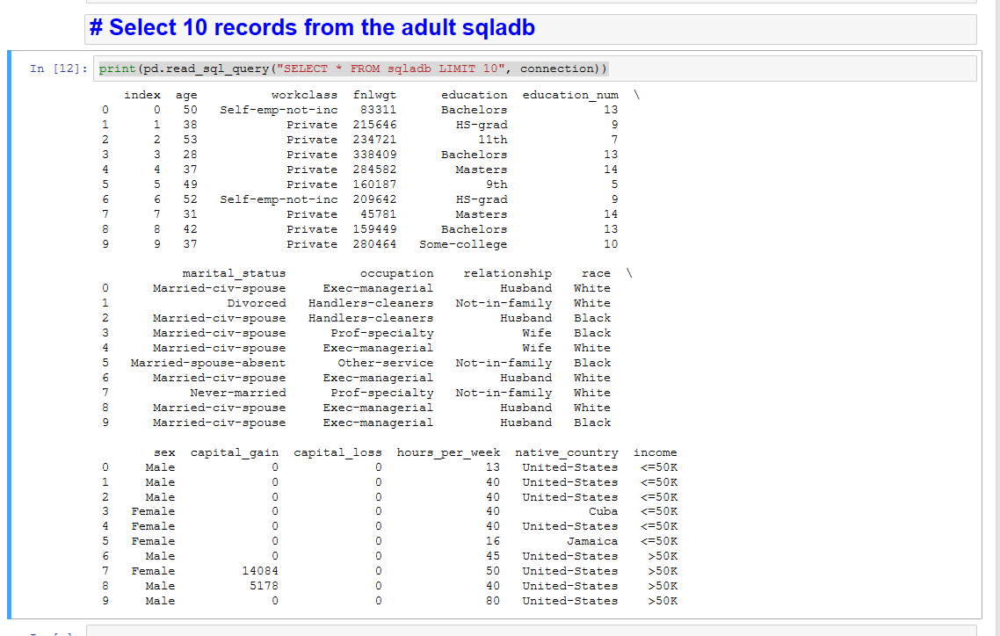 # Select 10 records from the adult sqladb
In [12]: print(pd.read_sql_query("SELECT * FROM sqladb LIMIT 10", connection))
index age workclass fnlwgt education education_num \
0 0 50 Self-emp-not-inc 83311 Bachelors 13
1 1 38 Private 215646 HS-grad 9
2 2 53 Private 234721 11th 7
3 3 28 Private 338409 Bachelors 13
4 4 37 Private 284582 Masters 14
5 5 49 Private 160187 9th 5
6 6 52 Self-emp-not-inc 209642 HS-grad 9
7 7 31 Private 45781 Masters 14
8 8 42 Private 159449 Bachelors 13
9 9 37 Private 280464 Some-college 10
marital_status occupation relationship race \
0 Married-civ-spouse Exec-managerial Husband White
1 Divorced Handlers-cleaners Not-in-family White
2 Married-civ-spouse Handlers-cleaners Husband Black
3 Married-civ-spouse Prof-specialty Wife Black
4 Married-civ-spouse Exec-managerial Wife White
5 Married-spouse-absent Other-service Not-in-family Black
6 Married-civ-spouse Exec-managerial Husband White
7 Never-married Prof-specialty Not-in-family White
8 Married-civ-spouse Exec-managerial Husband White
9 Married-civ-spouse Exec-managerial Husband Black
sex capital_gain capital_loss hours_per_week native_country income
0 Male 0 0 13 United-States <=50K
1 Male 0 0 40 United-States <=50K
2 Male 0 0 40 United-States <=50K
3 Female 0 0 40 Cuba <=50K
4 Female 0 0 40 United-States <=50K
5 Female 0 0 16 Jamaica <=50K
6 Male 0 0 45 United-States >50K
7 Female 14084 0 50 United-States >50K
8 Male 5178 0 40 United-States >50K
9 Male 0 0 80 United-States >50K